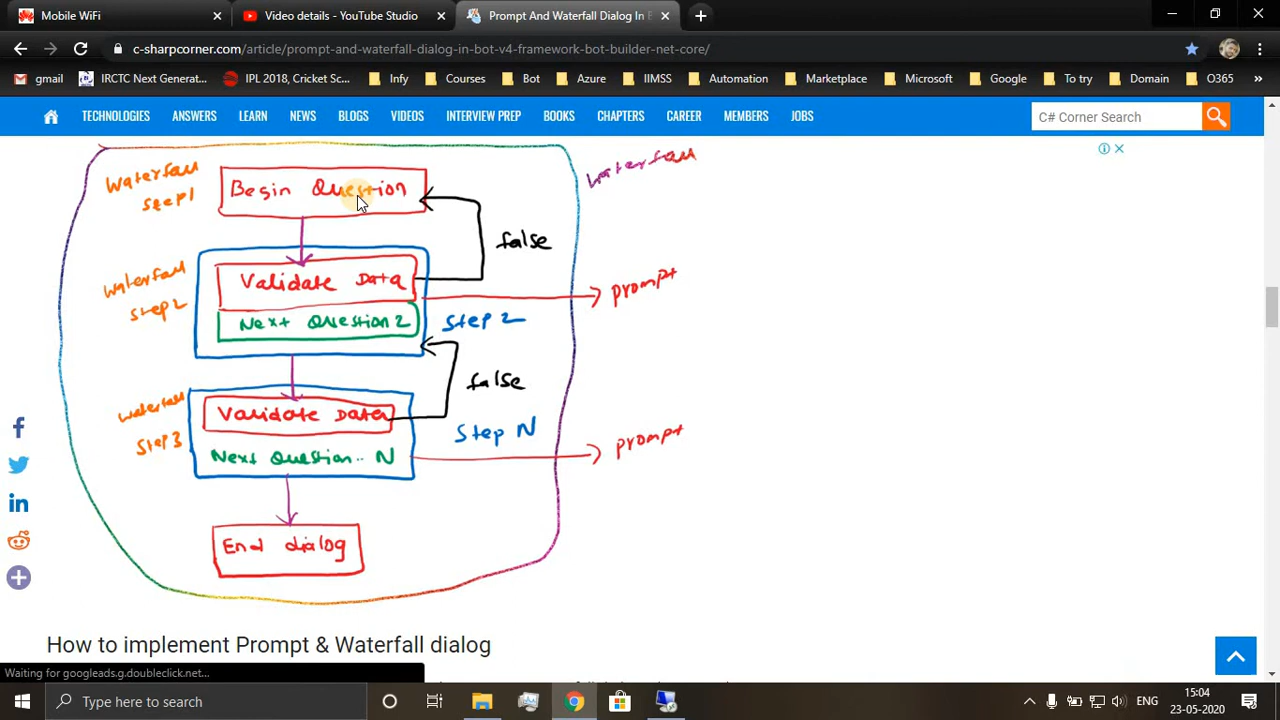 Mobile WiFi
Video details - YouTube Studio
Prompt And Waterfall Dialog In B
c-sharpcorner.com/article/prompt-and-waterfall-dialog-in-bot-v4-framework-bot-builder-net-core/
gmail IRCTC Next Generat... IPL 2018, Cricket Sc... Infy Courses Bot Azure IIMSS Automation Marketplace Microsoft Google To try Domain O365 »
TECHNOLOGIES ANSWERS LEARN NEWS BLOGS VIDEOS INTERVIEW PREP BOOKS CHAPTERS CAREER MEMBERS JOBS
C# Corner Search
Waterfall
Waterfall
step1
Begin Question
false
Waterfall
step2
Validate Data
prompt
Next Question2
Step 2
false
waterfall
step3
Validate Data
Step N
prompt
Next Question.. N
End dialog
How to implement Prompt & Waterfall dialog
Waiting for googleads.g.doubleclick.net...
Type here to search
ENG
15:04
23-05-2020